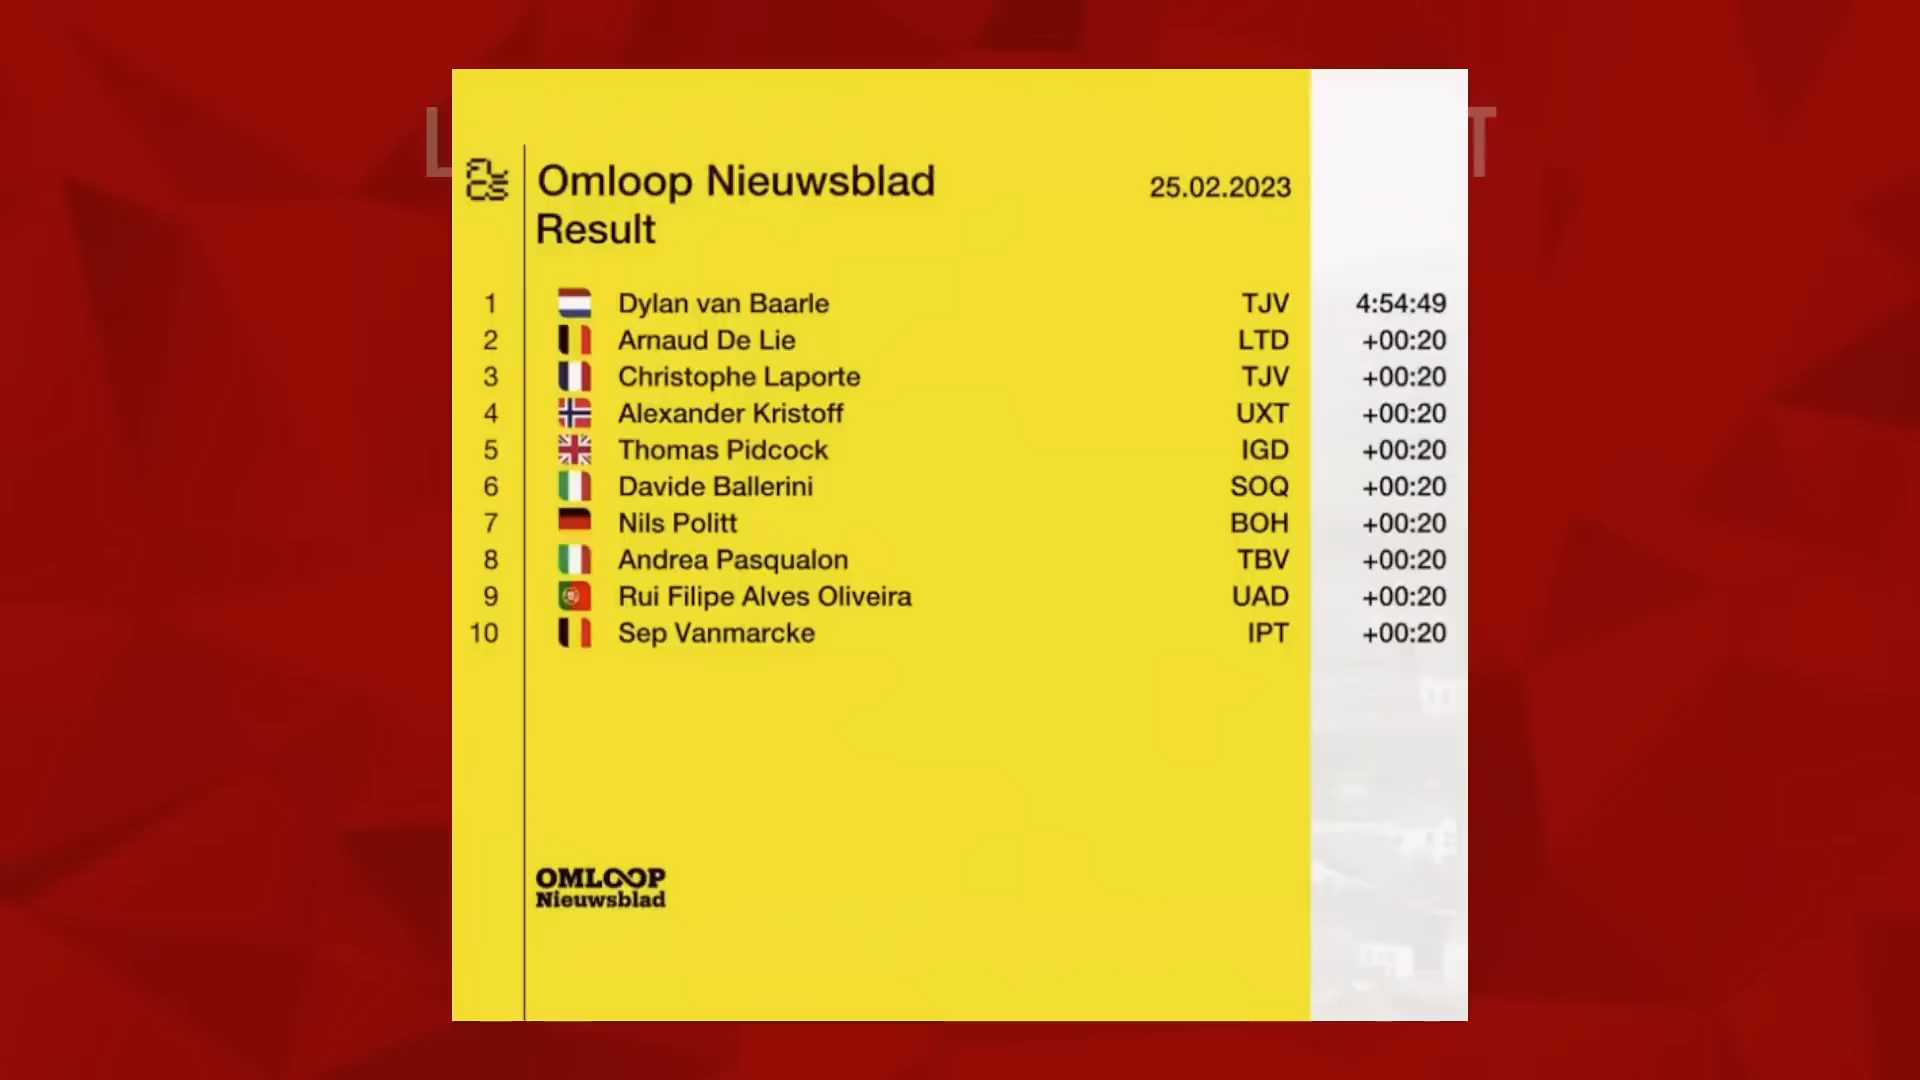 L T
FL
CS
Omloop Nieuwsblad 25.02.2023
Result
1 Dylan van Baarle TJV 4:54:49
2 Arnaud De Lie LTD +00:20
3 Christophe Laporte TJV +00:20
4 Alexander Kristoff UXT +00:20
5 Thomas Pidcock IGD +00:20
6 Davide Ballerini SOQ +00:20
7 Nils Politt BOH +00:20
8 Andrea Pasqualon TBV +00:20
9 Rui Filipe Alves Oliveira UAD +00:20
10 Sep Vanmarcke IPT +00:20
OMLOOP
Nieuwsblad